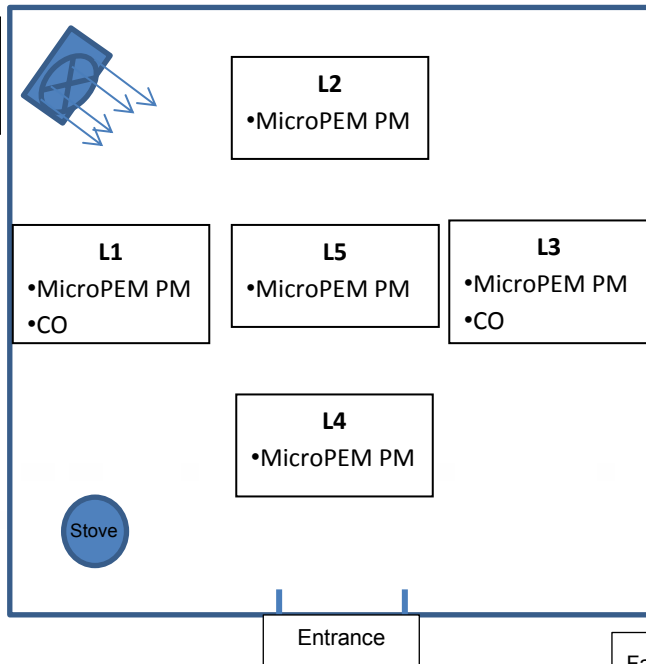 L2
•MicroPEM PM
L1
•MicroPEM PM
•CO
L5
•MicroPEM PM
L3
•MicroPEM PM
•CO
L4
•MicroPEM PM
Stove
Entrance